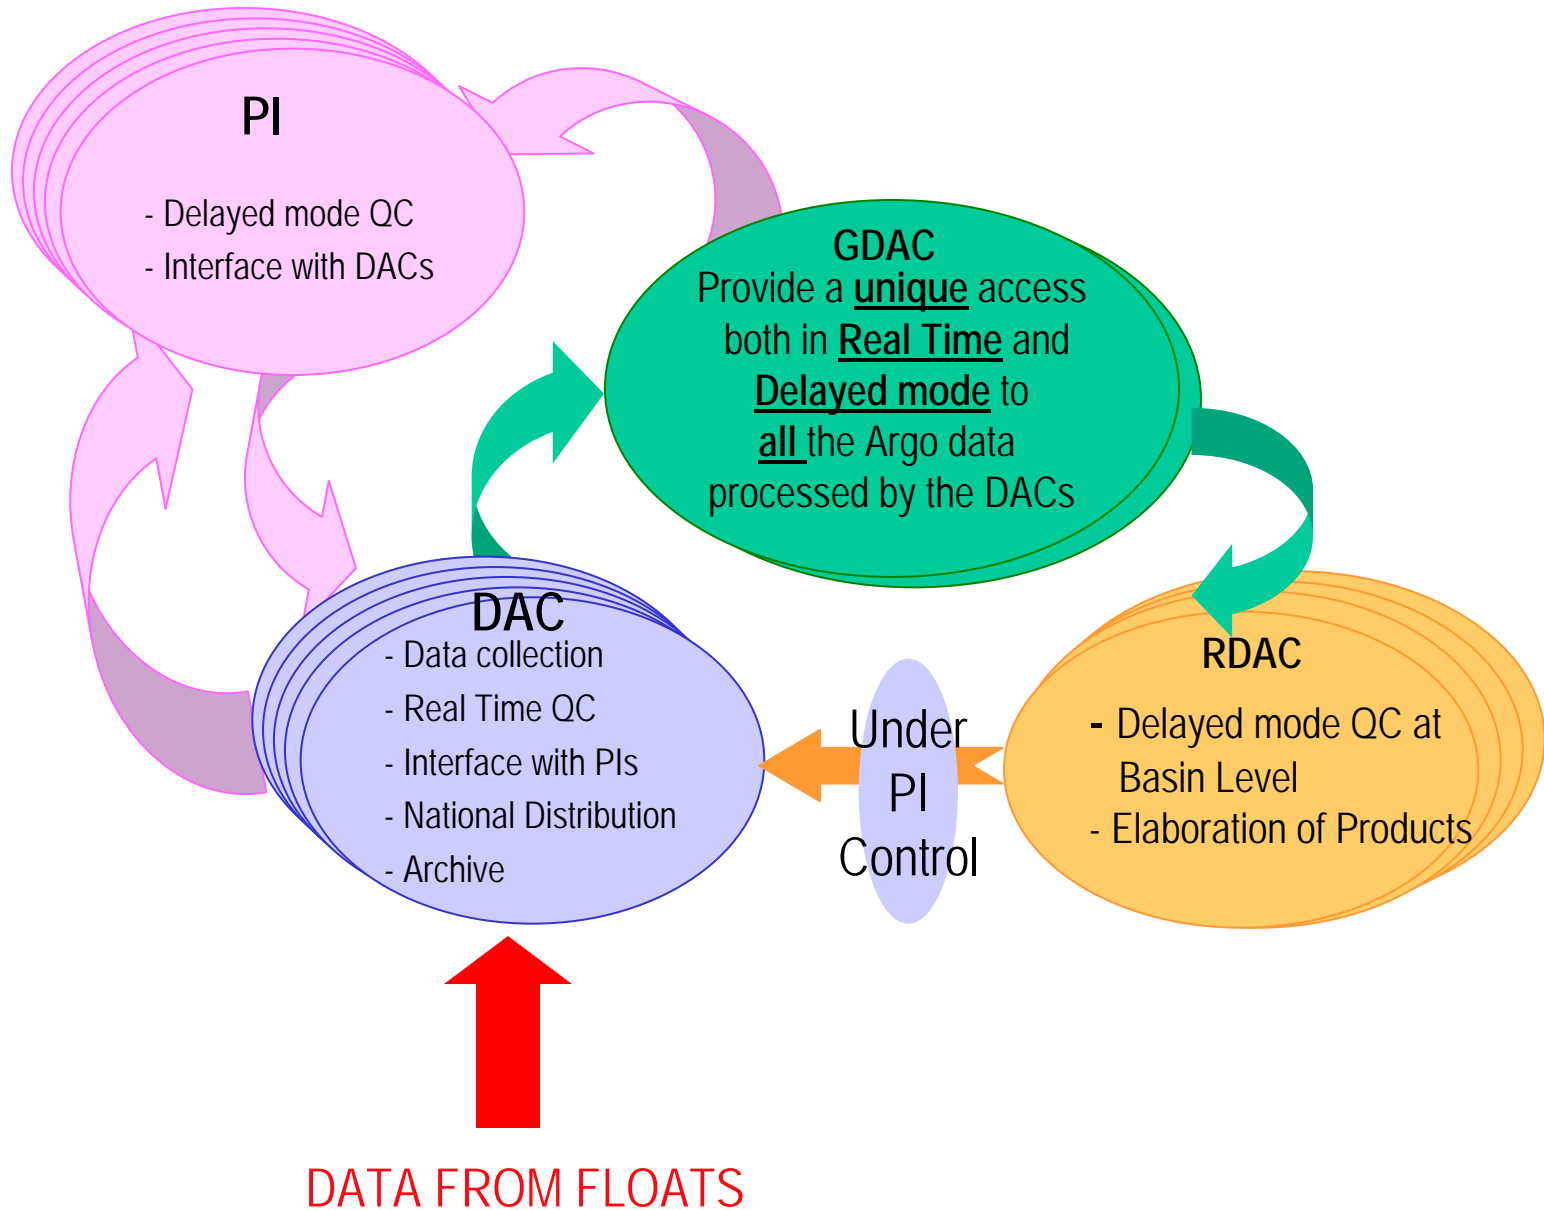 PI
- Delayed mode QC
- Interface with DACs
GDAC
Provide a unique access
both in Real Time and
Delayed mode to
all the Argo data
processed by the DACs
DAC
- Data collection
- Real Time QC
- Interface with PIs
- National Distribution
- Archive
Under
PI
Control
RDAC
- Delayed mode QC at
Basin Level
- Elaboration of Products
DATA FROM FLOATS